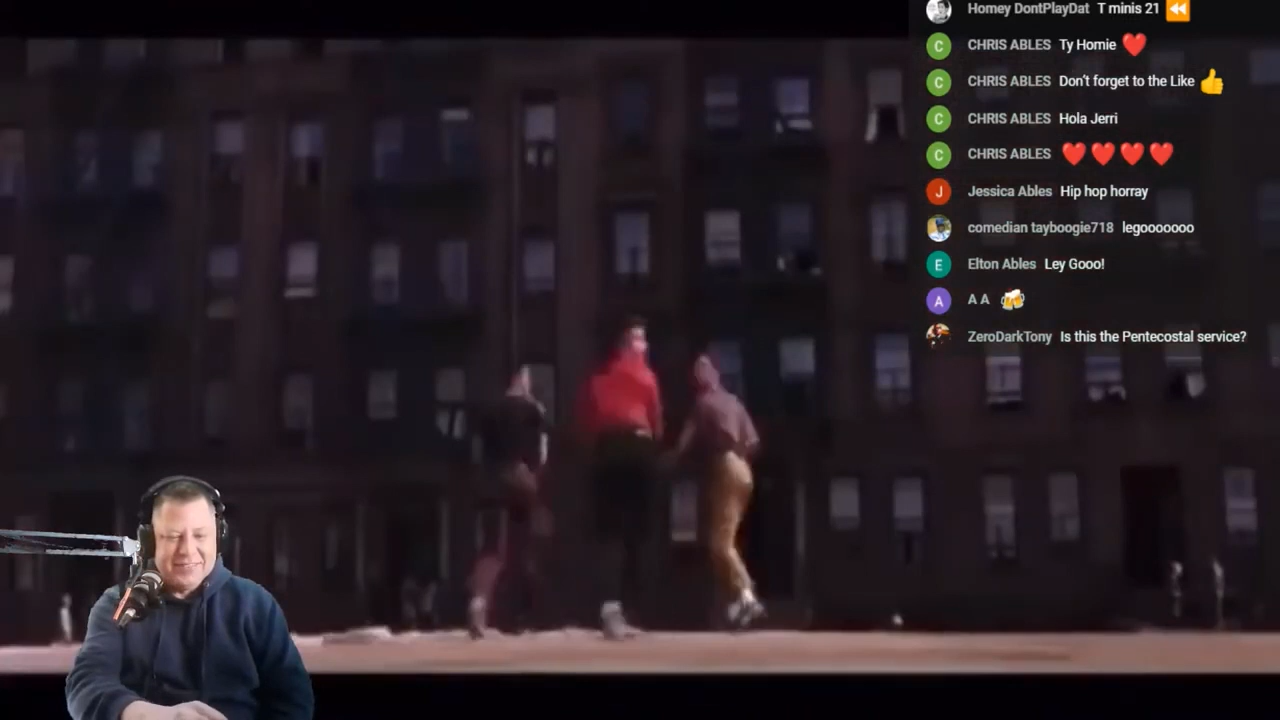 Homey DontPlayDat T minis 21 ⏪
C CHRIS ABLES Ty Homie ❤️
C CHRIS ABLES Don't forget to the Like 👍
C CHRIS ABLES Hola Jerri
C CHRIS ABLES ❤️❤️❤️❤️
J Jessica Ables Hip hop horray
comedian tayboogie718 legooooooo
E Elton Ables Ley Gooo!
A A A 🍻
ZeroDarkTony Is this the Pentecostal service?